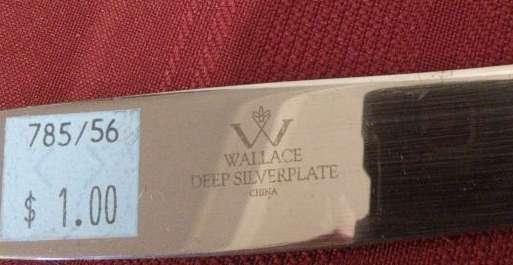 785/56
$ 1.00
W
WALLACE
DEEP SILVERPLATE
CHINA